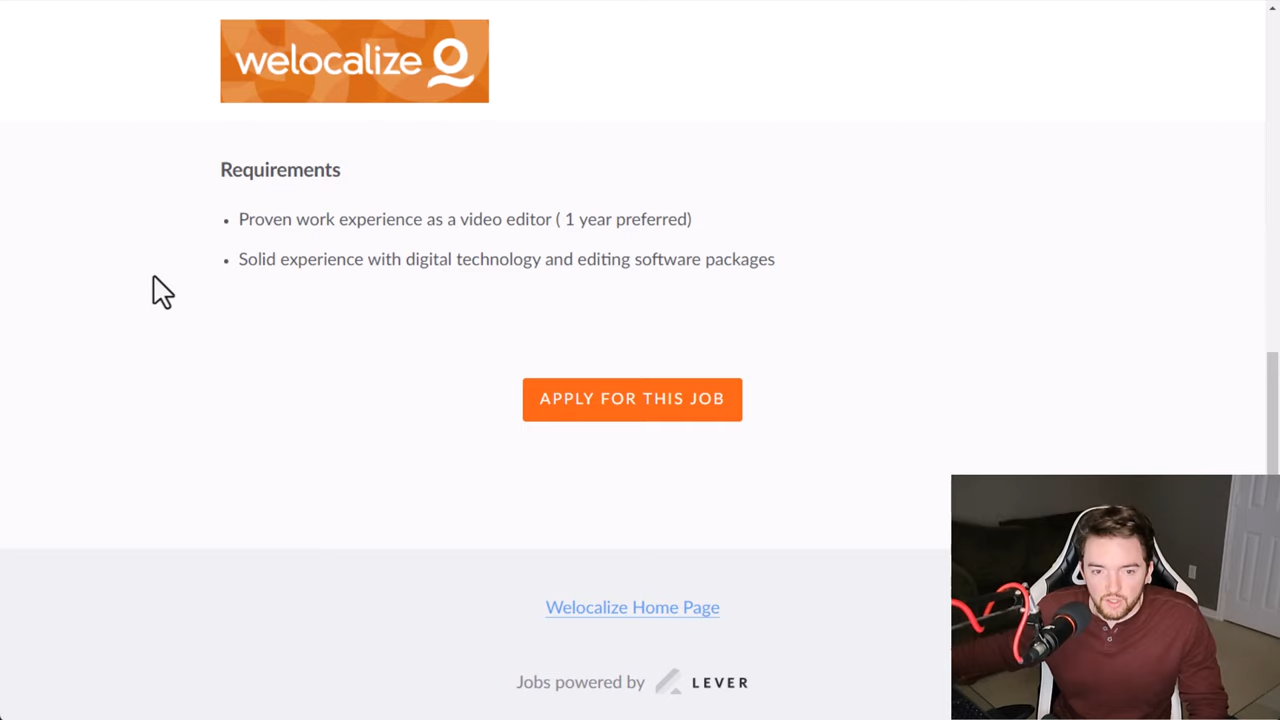 welocalize
Requirements
• Proven work experience as a video editor ( 1 year preferred)
• Solid experience with digital technology and editing software packages
APPLY FOR THIS JOB
Welocalize Home Page
Jobs powered by LEVER